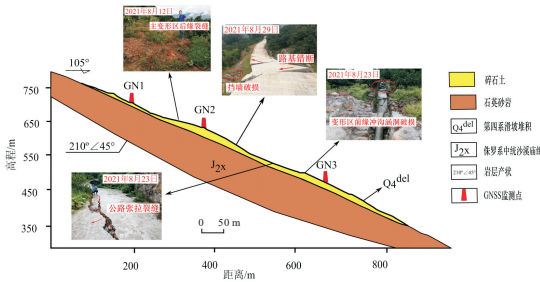 2021年8月12日
主变形区后缘裂缝
2021年8月29日
路基错断
挡墙破损
2021年8月23日
变形区前缘冲沟涵洞破损
105°
GN1
GN2
GN3
750
650
550
450
350
高程/m
210°∠45°
J2x
Q4del
2021年8月23日
公路张拉裂缝
0 50 m
200
400
600
800
距离/m
碎石土
石英砂岩
Q4del 第四系滑坡堆积
J2x 侏罗系中统沙溪庙组
210°∠45° 岩层产状
GNSS监测点